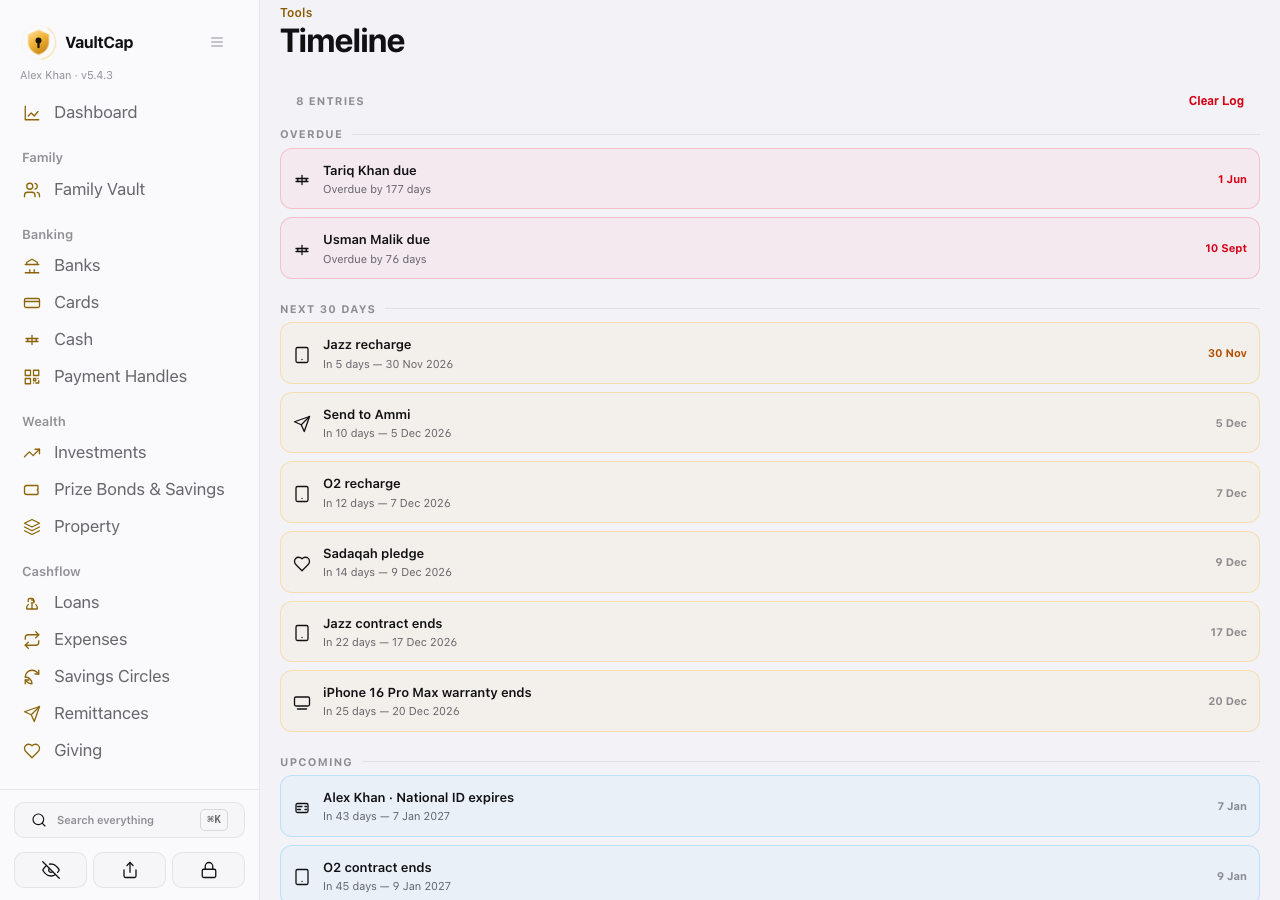 VaultCap
Alex Khan · v5.4.3
Dashboard
Family
Family Vault
Banking
Banks
Cards
Cash
Payment Handles
Wealth
Investments
Prize Bonds & Savings
Property
Cashflow
Loans
Expenses
Savings Circles
Remittances
Giving
Search everything ⌘K
Tools
Timeline
8 ENTRIES Clear Log
OVERDUE
Tariq Khan due
Overdue by 177 days
1 Jun
Usman Malik due
Overdue by 76 days
10 Sept
NEXT 30 DAYS
Jazz recharge
In 5 days — 30 Nov 2026
30 Nov
Send to Ammi
In 10 days — 5 Dec 2026
5 Dec
O2 recharge
In 12 days — 7 Dec 2026
7 Dec
Sadaqah pledge
In 14 days — 9 Dec 2026
9 Dec
Jazz contract ends
In 22 days — 17 Dec 2026
17 Dec
iPhone 16 Pro Max warranty ends
In 25 days — 20 Dec 2026
20 Dec
UPCOMING
Alex Khan · National ID expires
In 43 days — 7 Jan 2027
7 Jan
O2 contract ends
In 45 days — 9 Jan 2027
9 Jan